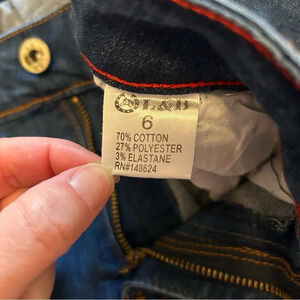 L&B
6
70% COTTON
27% POLYESTER
3% ELASTANE
RN#148624